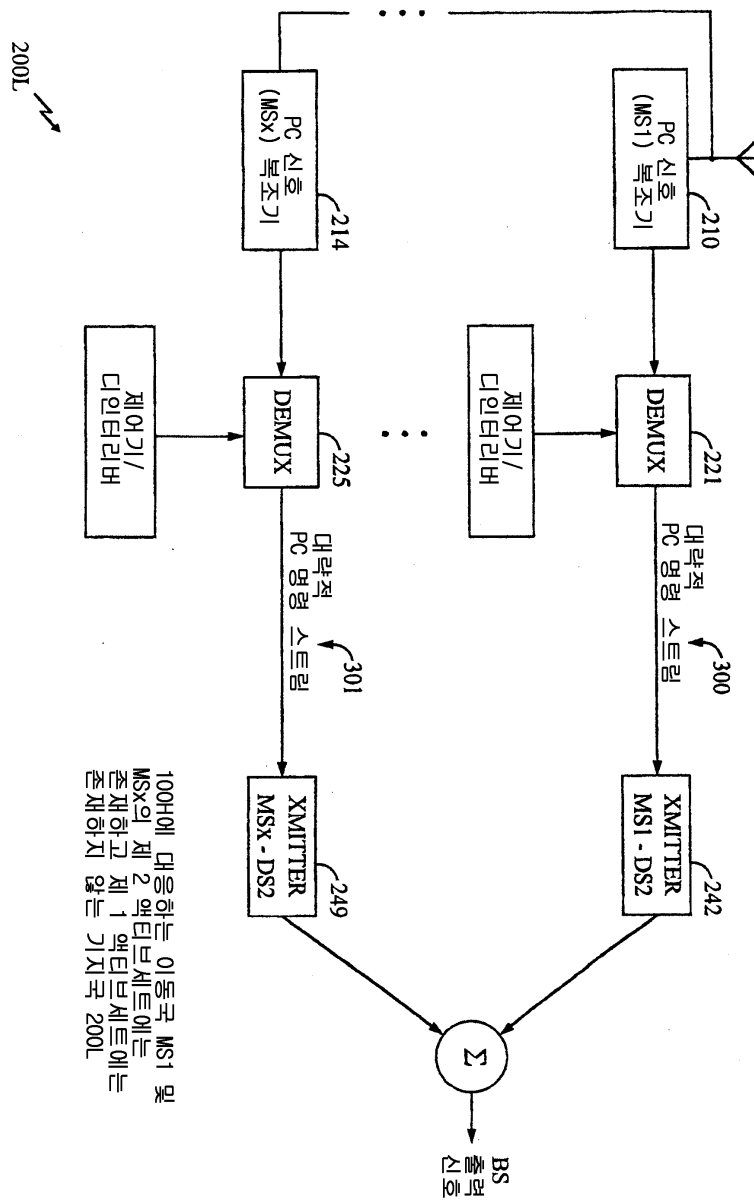 PC 신호
(MS1) 복조기
210
DEMUX
221
제어기/
디인터리버
대략적
PC 명령 스트림
300
XMITTER
MS1 - DS2
242
Σ
BS
출력
신호
PC 신호
(MSx) 복조기
214
DEMUX
225
제어기/
디인터리버
대략적
PC 명령 스트림
301
XMITTER
MSx - DS2
249
100H에 대응하는 이동국 MS1 및
MSx의 제 2 액티브세트에는
존재하고 제 1 액티브세트에는
존재하지 않는 기지국 200L
200L